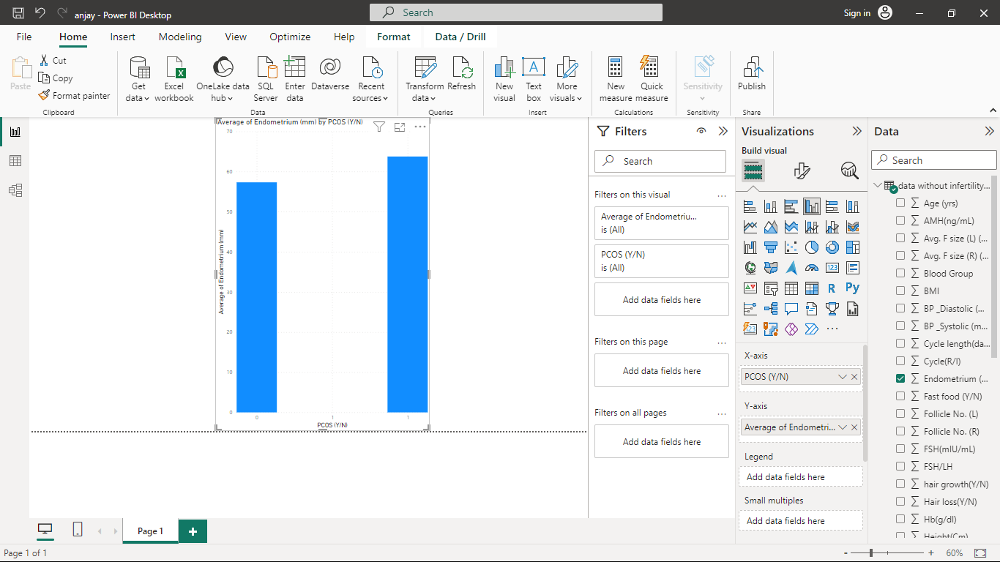 anjay - Power BI Desktop
Search
Sign in
File
Home
Insert
Modeling
View
Optimize
Help
Format
Data / Drill
Paste
Cut
Copy
Format painter
Clipboard
Get data
Excel workbook
OneLake data hub
SQL Server
Enter data
Dataverse
Recent sources
Data
Transform data
Refresh
Queries
New visual
Text box
More visuals
Insert
New measure
Quick measure
Calculations
Sensitivity
Sensitivity
Publish
Share
Average of Endometrium (mm) by PCOS (Y/N)
70
60
50
40
30
20
10
0
Average of Endometrium (mm)
0
1
1
PCOS (Y/N)
Filters
Search
Filters on this visual
...
Average of Endometriu...
is (All)
PCOS (Y/N)
is (All)
Add data fields here
Filters on this page
...
Add data fields here
Filters on all pages
...
Add data fields here
Visualizations
Build visual
123
R
Py
123
...
X-axis
PCOS (Y/N)
Y-axis
Average of Endometri...
Legend
Add data fields here
Small multiples
Add data fields here
Data
Search
data without infertility...
Age (yrs)
AMH(ng/mL)
Avg. F size (L) (...
Avg. F size (R) (...
Blood Group
BMI
BP _Diastolic (...
BP _Systolic (m...
Cycle length(da...
Cycle(R/I)
Endometrium (...
Fast food (Y/N)
Follicle No. (L)
Follicle No. (R)
FSH(mIU/mL)
FSH/LH
hair growth(Y/N)
Hair loss(Y/N)
Hb(g/dl)
Height(Cm)
Page 1
+
Page 1 of 1
-
+
60%